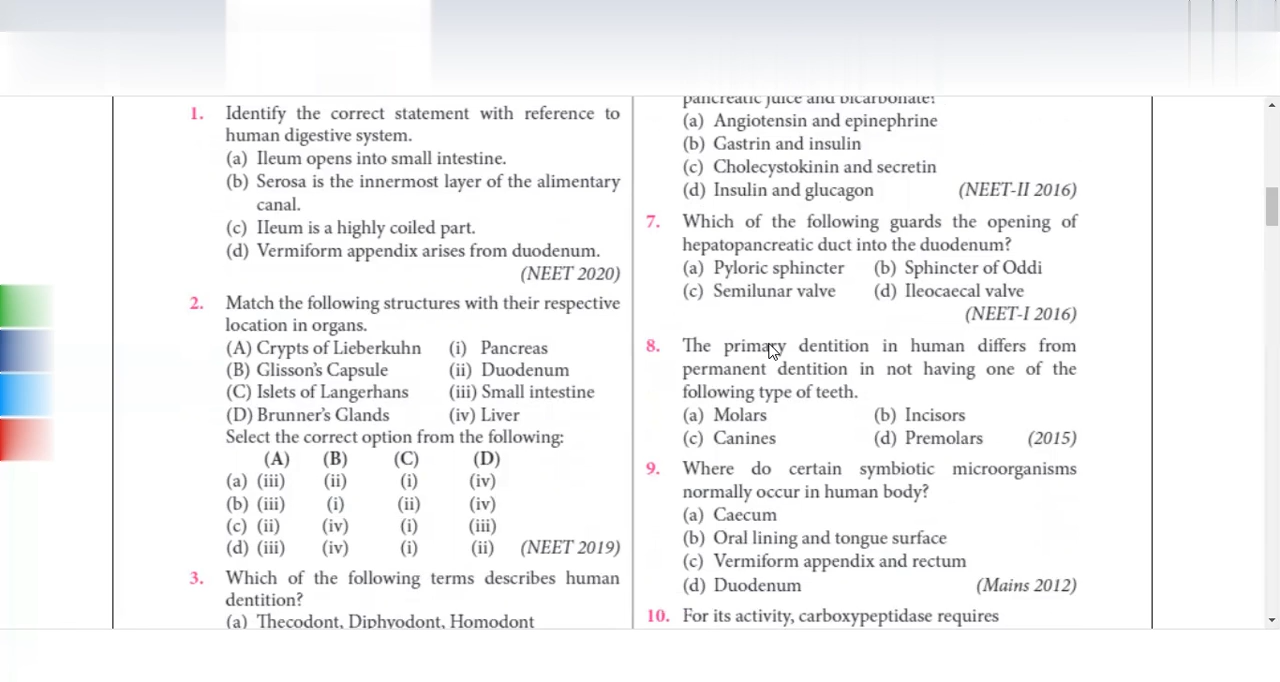 1. Identify the correct statement with reference to
human digestive system.
(a) Ileum opens into small intestine.
(b) Serosa is the innermost layer of the alimentary
canal.
(c) Ileum is a highly coiled part.
(d) Vermiform appendix arises from duodenum.
(NEET 2020)
2. Match the following structures with their respective
location in organs.
(A) Crypts of Lieberkuhn (i) Pancreas
(B) Glisson's Capsule (ii) Duodenum
(C) Islets of Langerhans (iii) Small intestine
(D) Brunner's Glands (iv) Liver
Select the correct option from the following:
(A) (B) (C) (D)
(a) (iii) (ii) (i) (iv)
(b) (iii) (i) (ii) (iv)
(c) (ii) (iv) (i) (iii)
(d) (iii) (iv) (i) (ii) (NEET 2019)
3. Which of the following terms describes human
dentition?
(a) Thecodont, Diphyodont, Homodont
pancreatic juice and bicarbonate?
(a) Angiotensin and epinephrine
(b) Gastrin and insulin
(c) Cholecystokinin and secretin
(d) Insulin and glucagon (NEET-II 2016)
7. Which of the following guards the opening of
hepatopancreatic duct into the duodenum?
(a) Pyloric sphincter (b) Sphincter of Oddi
(c) Semilunar valve (d) Ileocaecal valve
(NEET-I 2016)
8. The primary dentition in human differs from
permanent dentition in not having one of the
following type of teeth.
(a) Molars (b) Incisors
(c) Canines (d) Premolars (2015)
9. Where do certain symbiotic microorganisms
normally occur in human body?
(a) Caecum
(b) Oral lining and tongue surface
(c) Vermiform appendix and rectum
(d) Duodenum (Mains 2012)
10. For its activity, carboxypeptidase requires